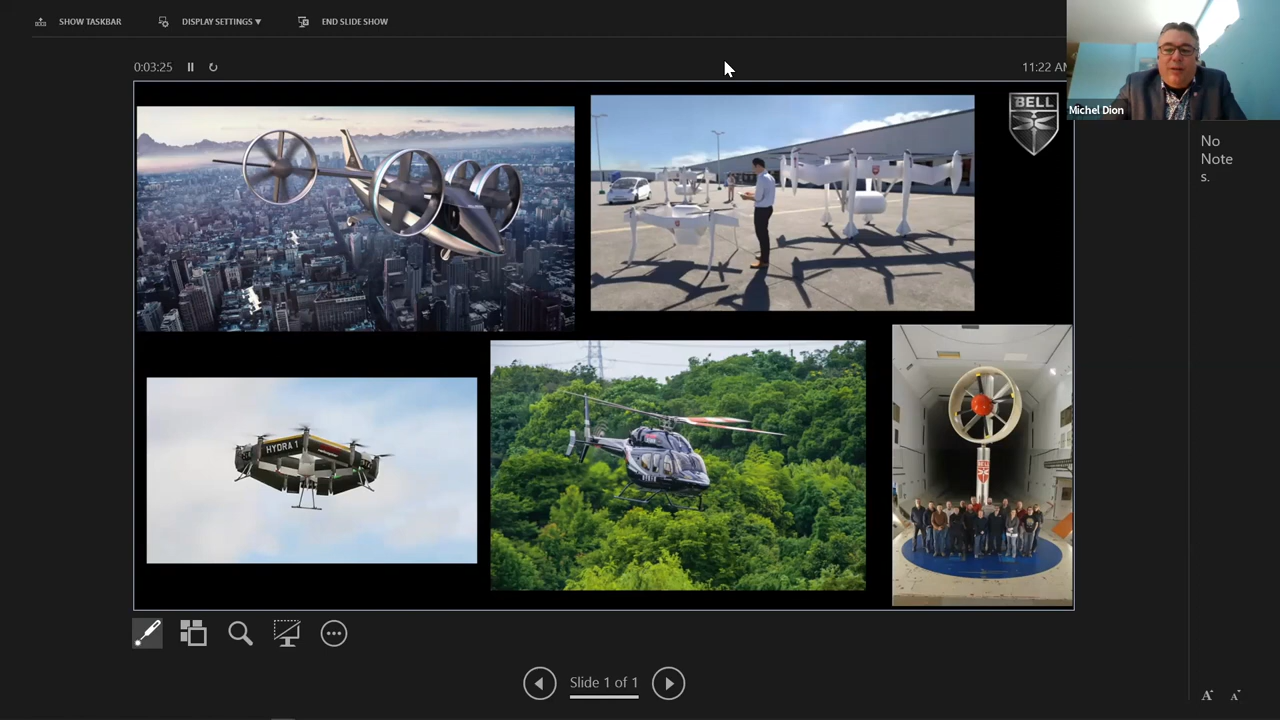 SHOW TASKBAR
DISPLAY SETTINGS ▼
END SLIDE SHOW
0:03:25
11:22 AM
Michel Dion
BELL
No
Note
s.
HYDRA 1
BELL
Slide 1 of 1
A
A